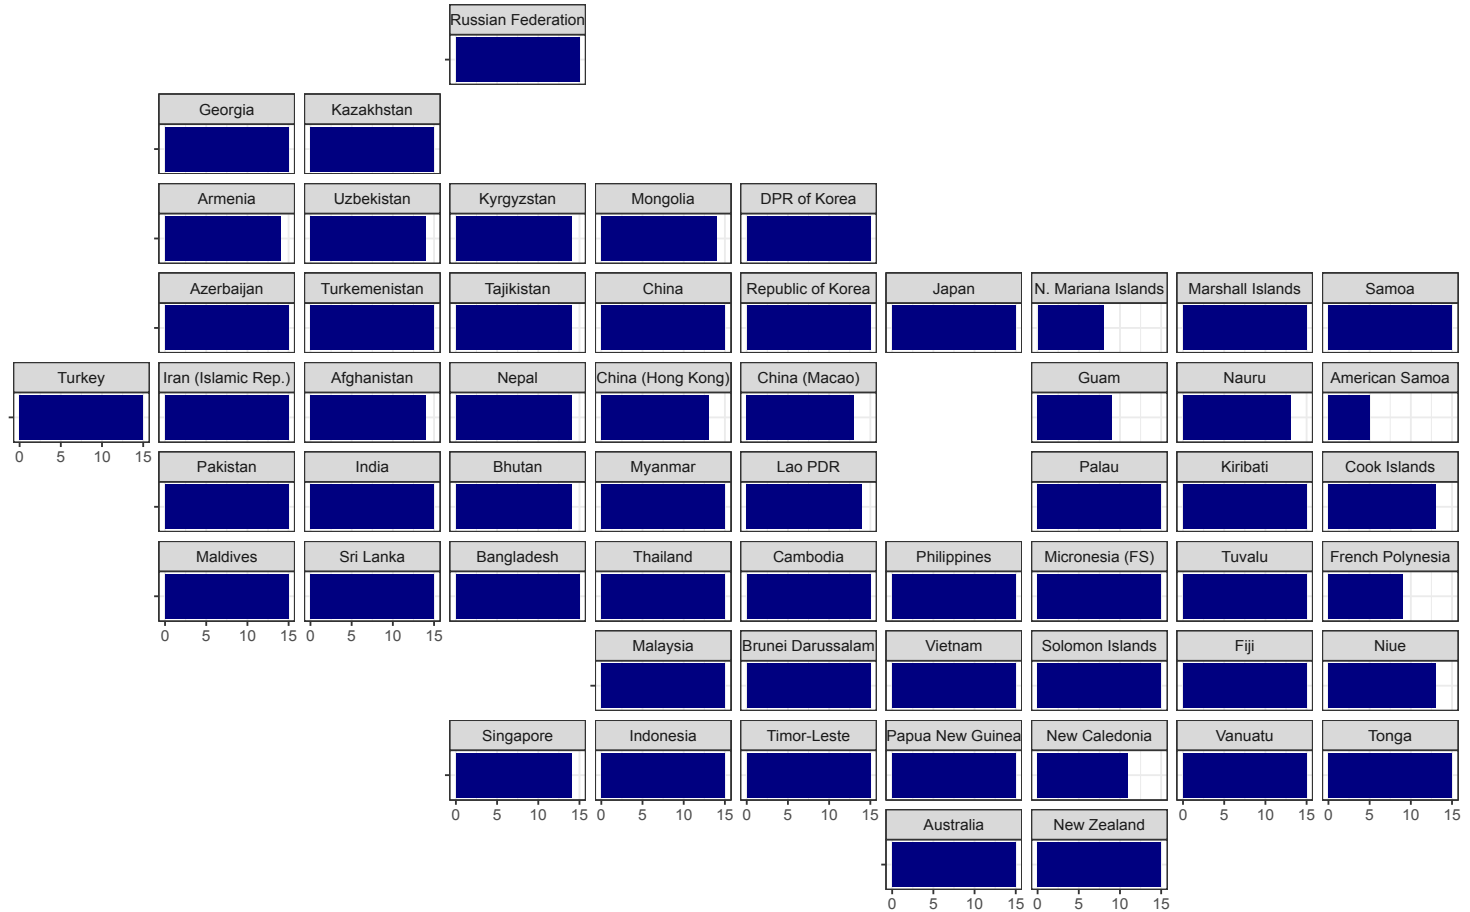 Russian Federation
Georgia Kazakhstan
Armenia Uzbekistan Kyrgyzstan Mongolia DPR of Korea
Azerbaijan Turkemenistan Tajikistan China Republic of Korea Japan N. Mariana Islands Marshall Islands Samoa
Turkey Iran (Islamic Rep.) Afghanistan Nepal China (Hong Kong) China (Macao) Guam Nauru American Samoa
0 5 10 15
Pakistan India Bhutan Myanmar Lao PDR Palau Kiribati Cook Islands
Maldives Sri Lanka Bangladesh Thailand Cambodia Philippines Micronesia (FS) Tuvalu French Polynesia
0 5 10 15 0 5 10 15
Malaysia Brunei Darussalam Vietnam Solomon Islands Fiji Niue
Singapore Indonesia Timor-Leste Papua New Guinea New Caledonia Vanuatu Tonga
0 5 10 15 0 5 10 15 0 5 10 15 0 5 10 15 0 5 10 15
Australia New Zealand
0 5 10 15 0 5 10 15